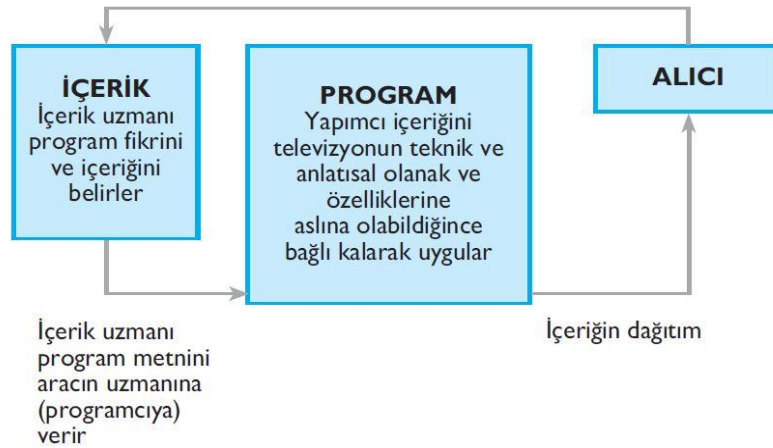 İÇERİK
İçerik uzmanı
program fikrini
ve içeriğini
belirler
PROGRAM
Yapımcı içeriğini
televizyonun teknik ve
anlatısal olanak ve
özelliklerine
aslına olabildiğince
bağlı kalarak uygular
ALICI
İçerik uzmanı
program metnini
aracın uzmanına
(programcıya)
verir
İçeriğin dağıtım